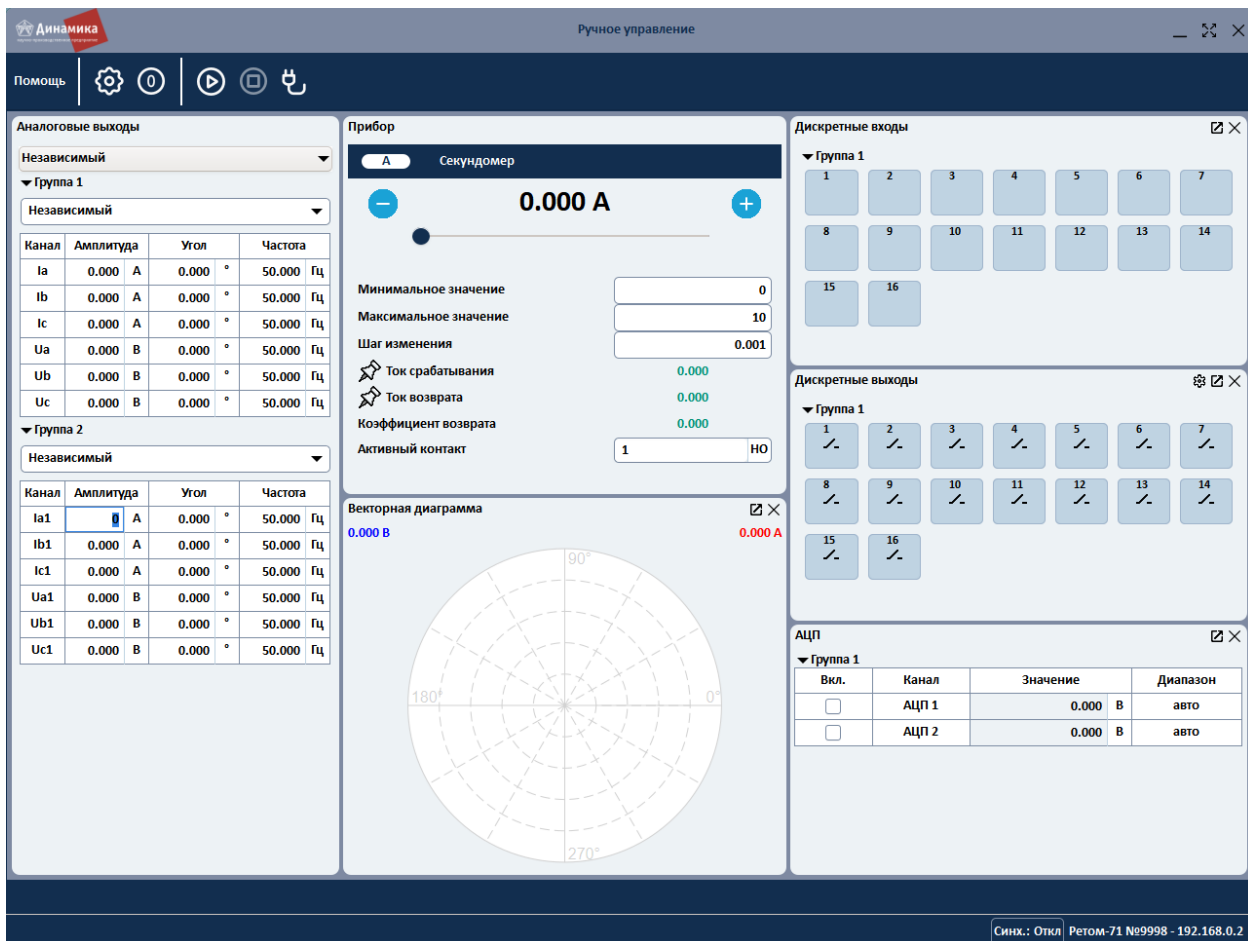 Динамика
Ручное управление
Помощь
0
Аналоговые выходы
Независимый
Группа 1
Независимый
Канал Амплитуда Угол Частота
Ia 0.000 А 0.000 ° 50.000 Гц
Ib 0.000 А 0.000 ° 50.000 Гц
Ic 0.000 А 0.000 ° 50.000 Гц
Ua 0.000 В 0.000 ° 50.000 Гц
Ub 0.000 В 0.000 ° 50.000 Гц
Uc 0.000 В 0.000 ° 50.000 Гц
Группа 2
Независимый
Канал Амплитуда Угол Частота
Ia1 0 А 0.000 ° 50.000 Гц
Ib1 0.000 А 0.000 ° 50.000 Гц
Ic1 0.000 А 0.000 ° 50.000 Гц
Ua1 0.000 В 0.000 ° 50.000 Гц
Ub1 0.000 В 0.000 ° 50.000 Гц
Uc1 0.000 В 0.000 ° 50.000 Гц
Прибор
А Секундомер
0.000 А
Минимальное значение 0
Максимальное значение 10
Шаг изменения 0.001
Ток срабатывания 0.000
Ток возврата 0.000
Коэффициент возврата 0.000
Активный контакт 1 НО
Векторная диаграмма
0.000 В 0.000 А
90°
180° 0°
270°
Дискретные входы
Группа 1
1 2 3 4 5 6 7
8 9 10 11 12 13 14
15 16
Дискретные выходы
Группа 1
1 2 3 4 5 6 7
8 9 10 11 12 13 14
15 16
АЦП
Группа 1
Вкл. Канал Значение Диапазон
АЦП 1 0.000 В авто
АЦП 2 0.000 В авто
Синх.: Откл Ретом-71 №9998 - 192.168.0.2